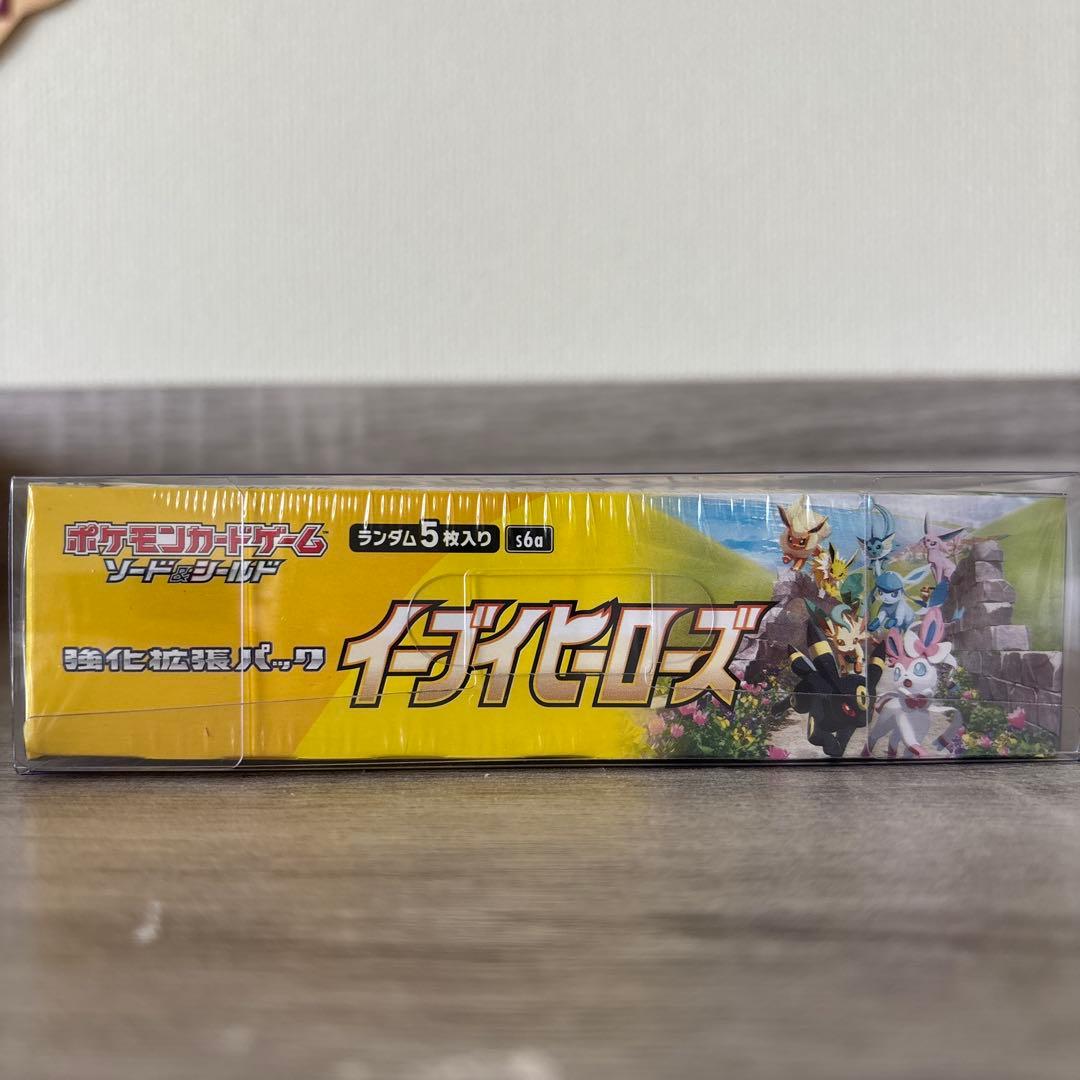 ポケモンカードゲーム
ソード&シールド
ランダム5枚入り s6a
強化拡張パック
イーブイヒーローズ